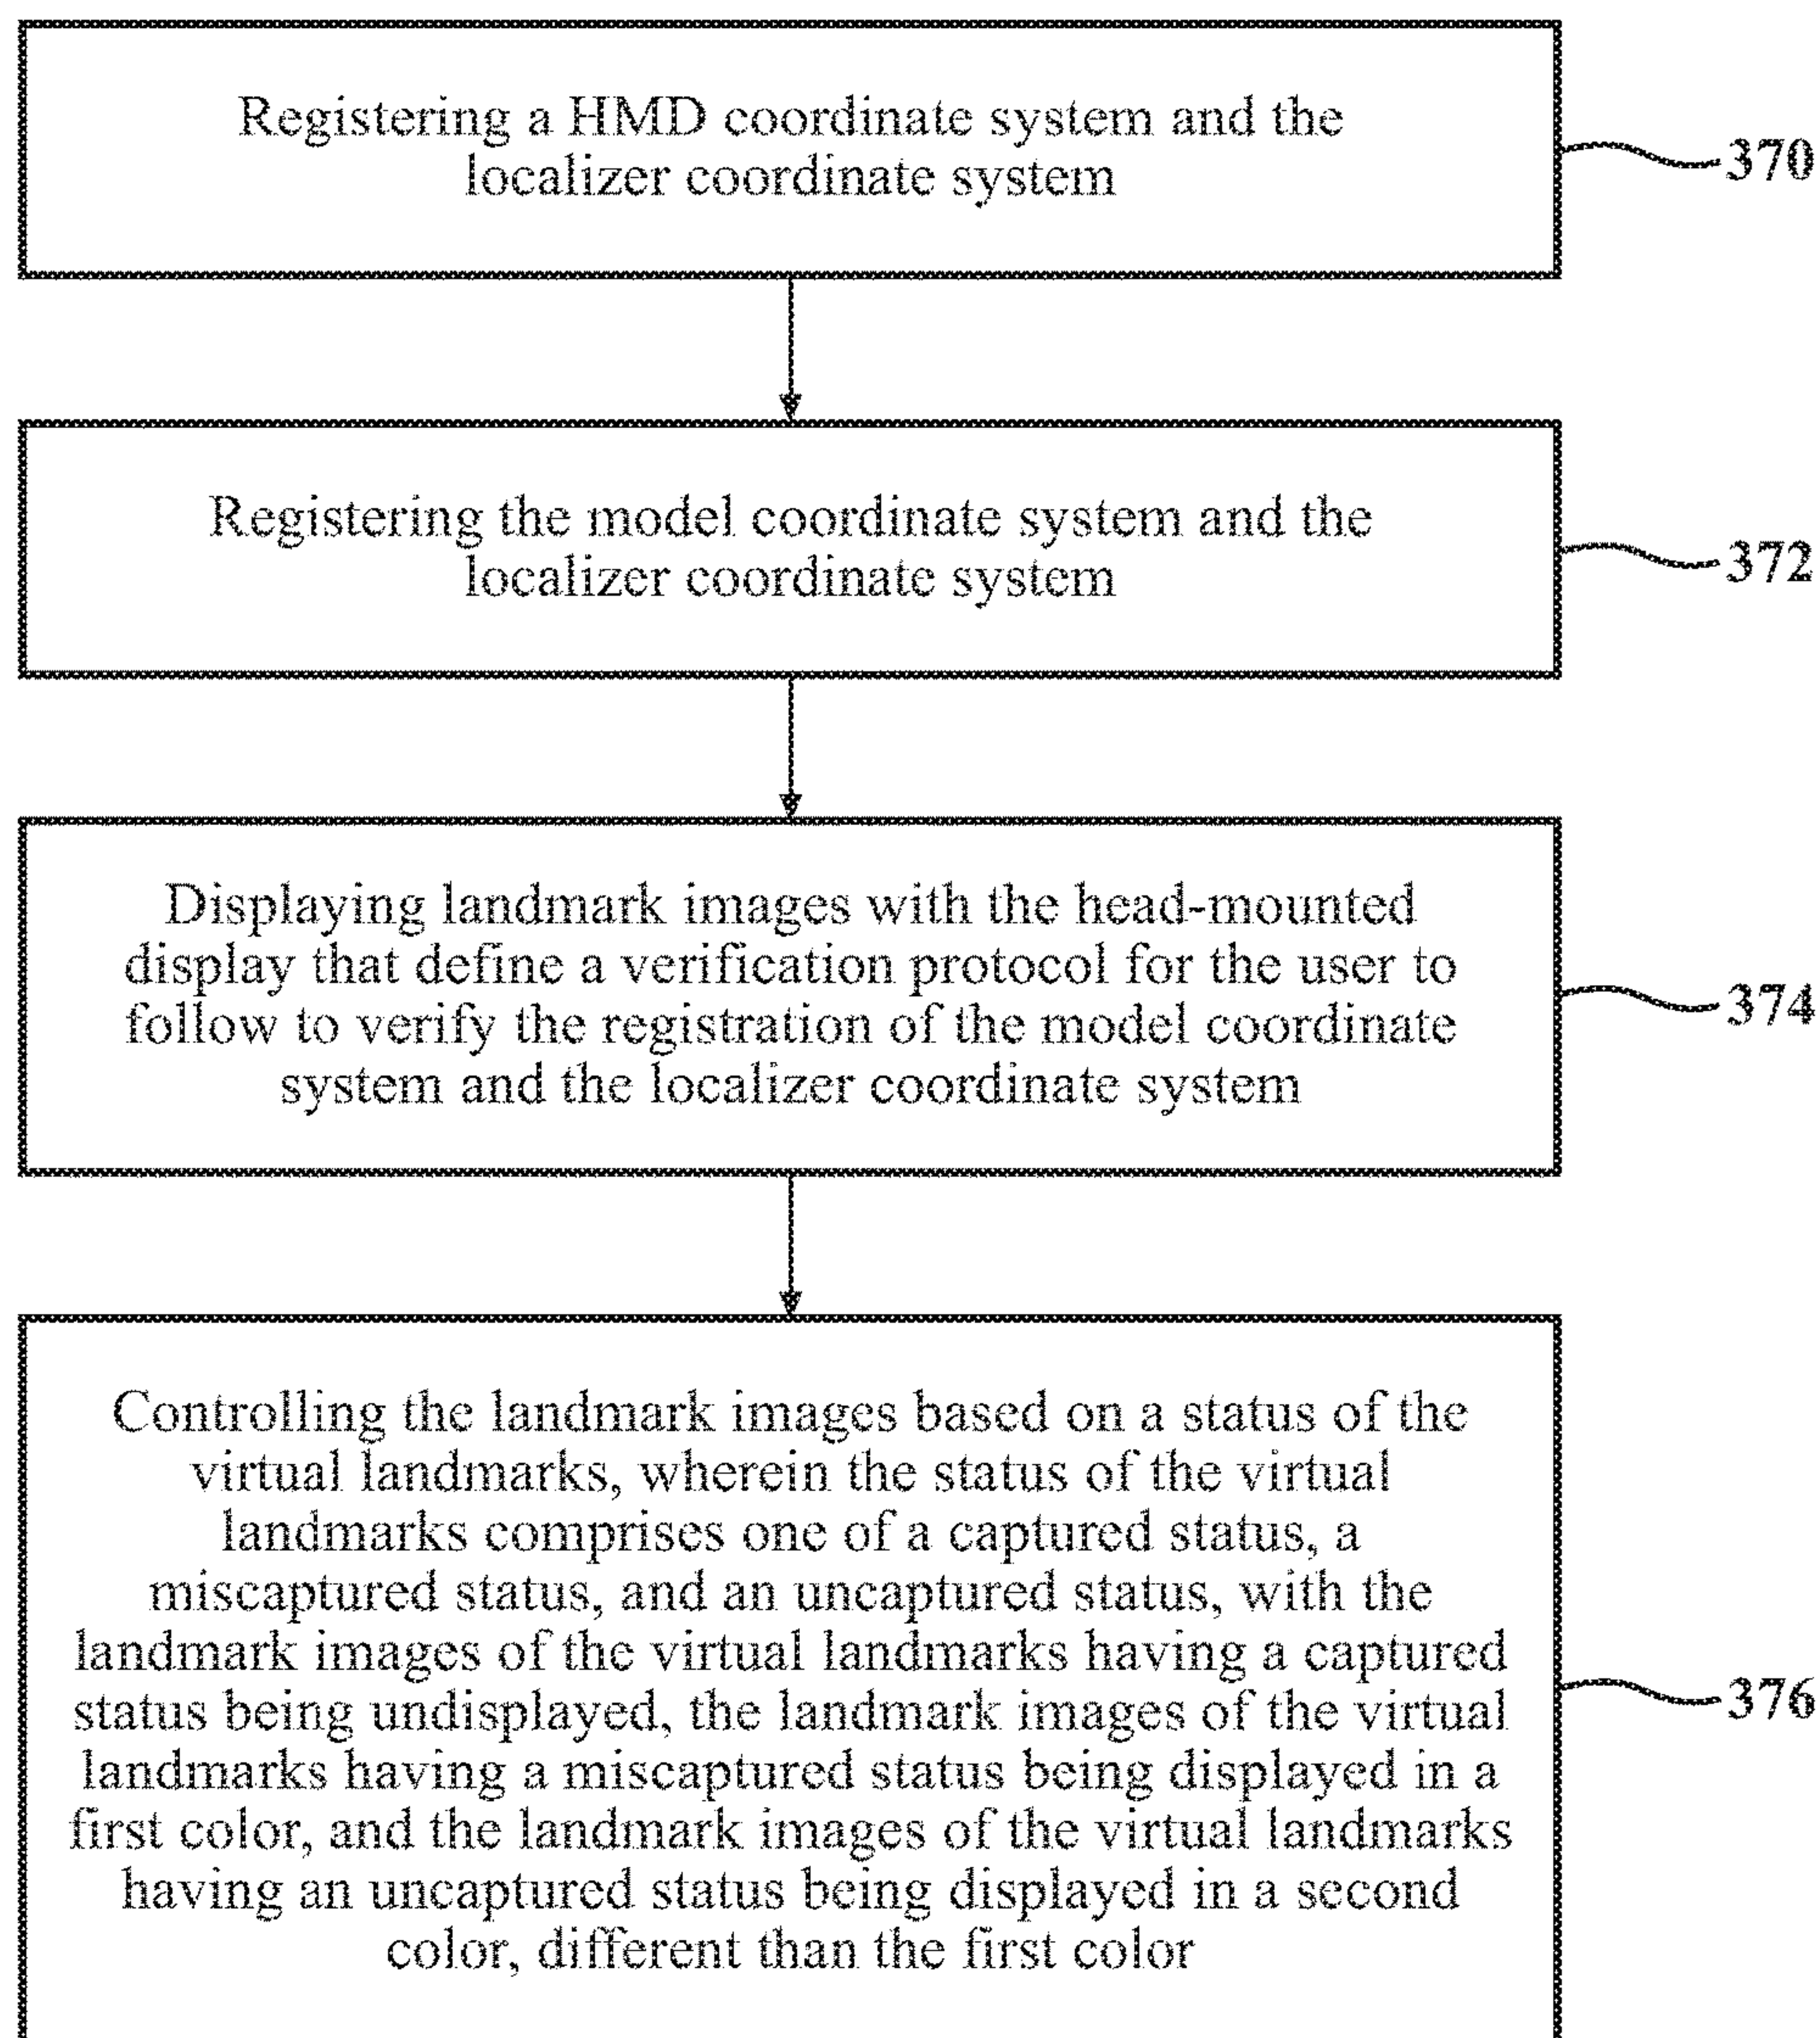 Registering a HMD coordinate system and the
localizer coordinate system
370
Registering the model coordinate system and the
localizer coordinate system
372
Displaying landmark images with the head-mounted
display that define a verification protocol for the user to
follow to verify the registration of the model coordinate
system and the localizer coordinate system
374
Controlling the landmark images based on a status of the
virtual landmarks, wherein the status of the virtual
landmarks comprises one of a captured status, a
miscaptured status, and an uncaptured status, with the
landmark images of the virtual landmarks having a captured
status being undisplayed, the landmark images of the virtual
landmarks having a miscaptured status being displayed in a
first color, and the landmark images of the virtual landmarks
having an uncaptured status being displayed in a second
color, different than the first color
376